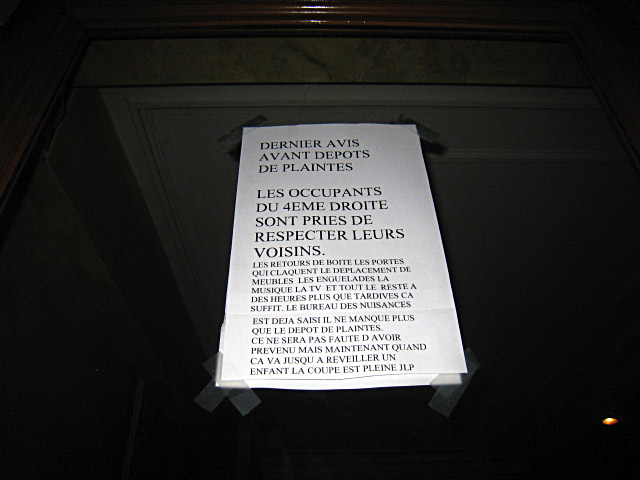 DERNIER AVIS
AVANT DEPOTS
DE PLAINTES
LES OCCUPANTS
DU 4EME DROITE
SONT PRIES DE
RESPECTER LEURS
VOISINS.
LES RETOURS DE BOITE LES PORTES
QUI CLAQUENT LE DEPLACEMENT DE
MEUBLES LES ENGUELADES LA
MUSIQUE LA TV ET TOUT LE RESTE A
DES HEURES PLUS QUE TARDIVES CA
SUFFIT. LE BUREAU DES NUISANCES
EST DEJA SAISI IL NE MANQUE PLUS
QUE LE DEPOT DE PLAINTES.
CE NE SERA PAS FAUTE D AVOIR
PREVENU MAIS MAINTENANT QUAND
CA VA JUSQU A REVEILLER UN
ENFANT LA COUPE EST PLEINE JLP